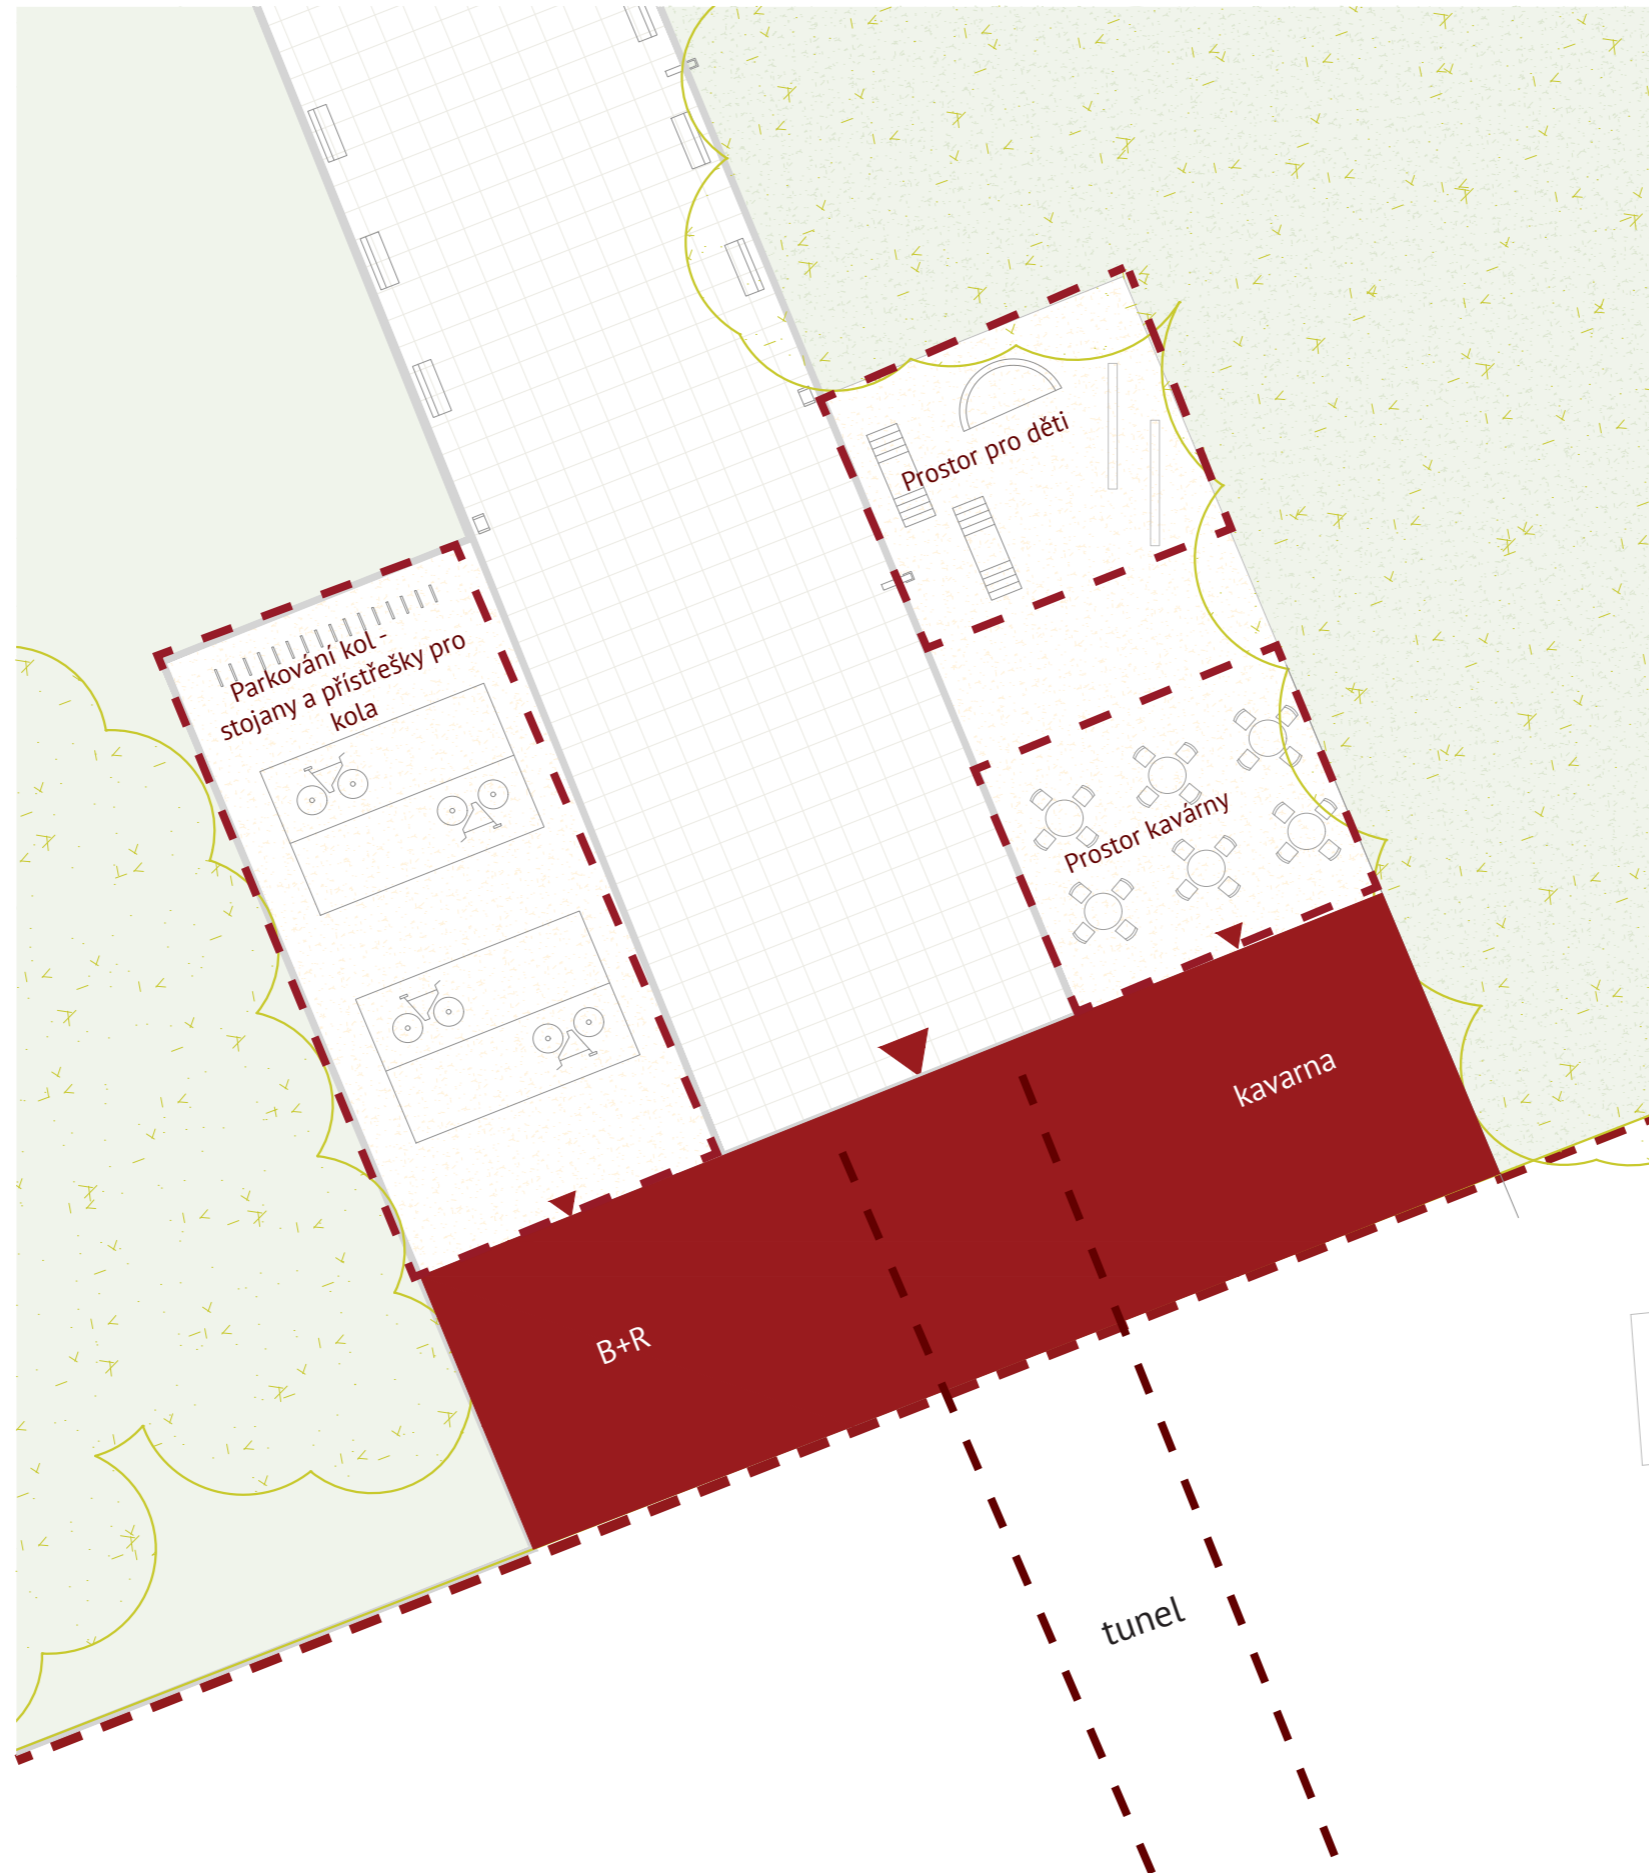 Prostor pro děti
Parkování kol -
stojany a přístřešky pro
kola
Prostor kavárny
kavarna
B+R
tunel